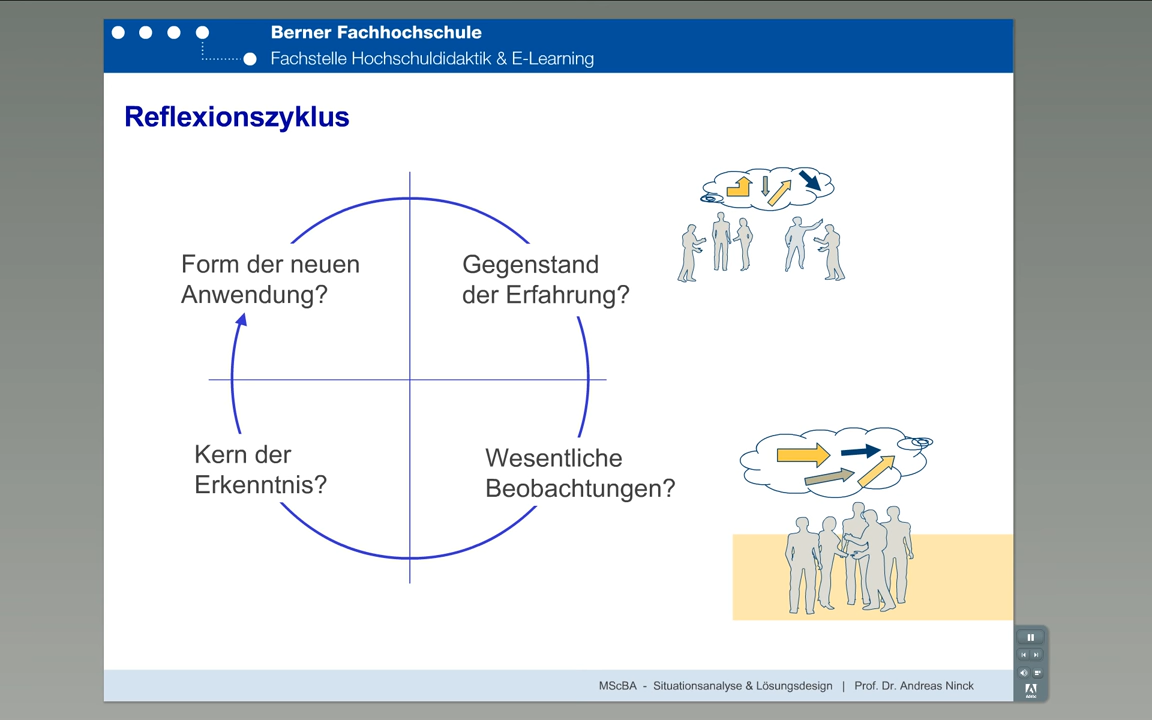 Berner Fachhochschule
Fachstelle Hochschuldidaktik & E-Learning
Reflexionszyklus
Form der neuen
Anwendung?
Gegenstand
der Erfahrung?
Kern der
Erkenntnis?
Wesentliche
Beobachtungen?
MScBA - Situationsanalyse & Lösungsdesign | Prof. Dr. Andreas Ninck